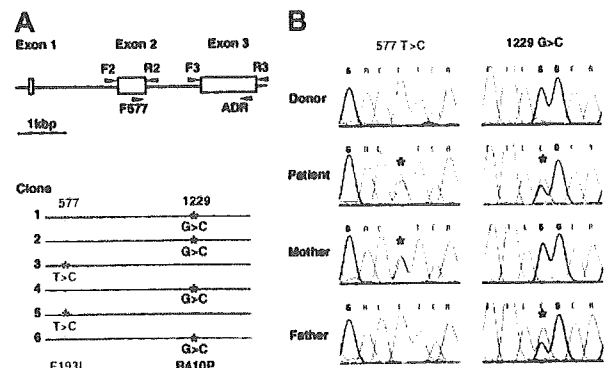 A
Exon 1 Exon 2 Exon 3
F2 R2 F3 R3
F577 ADR
1kbp
Clone
577 1229
1
G>C
2
G>C
3
T>C
4
G>C
5
T>C
6
G>C
R410P
B
577 T>C 1229 G>C
Donor
Patient
Mother
Father